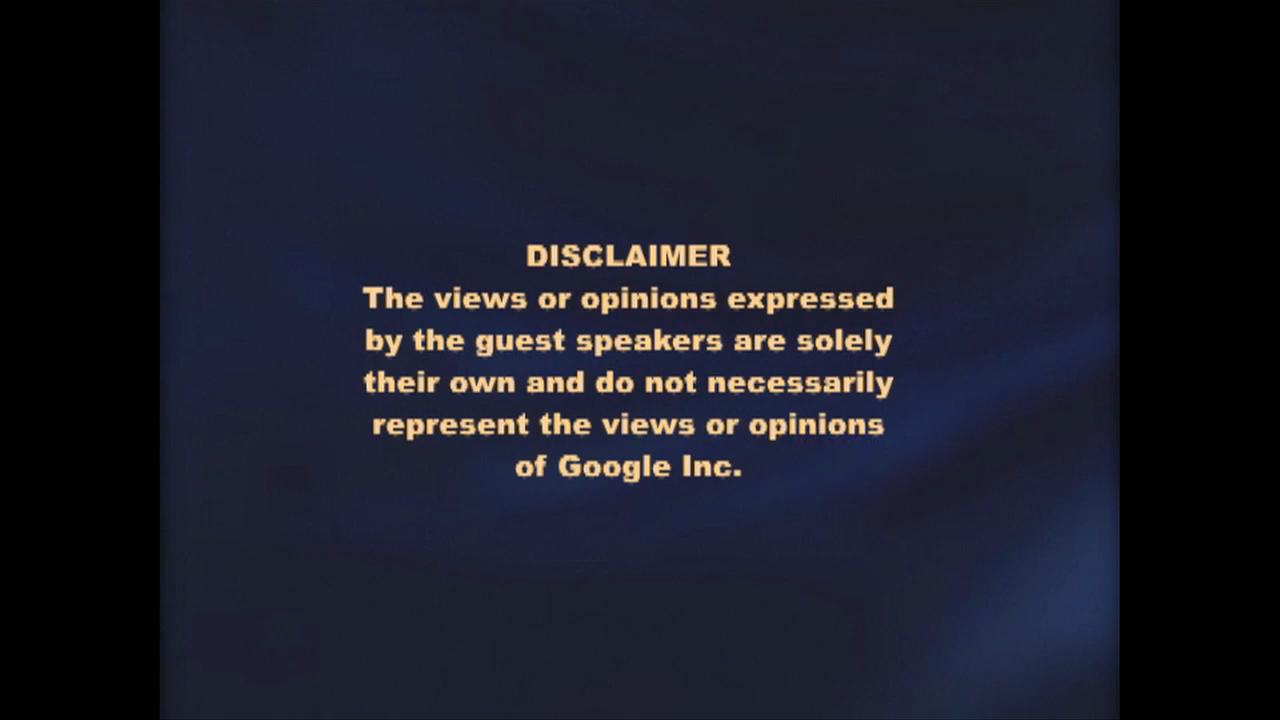 DISCLAIMER
The views or opinions expressed
by the guest speakers are solely
their own and do not necessarily
represent the views or opinions
of Google Inc.